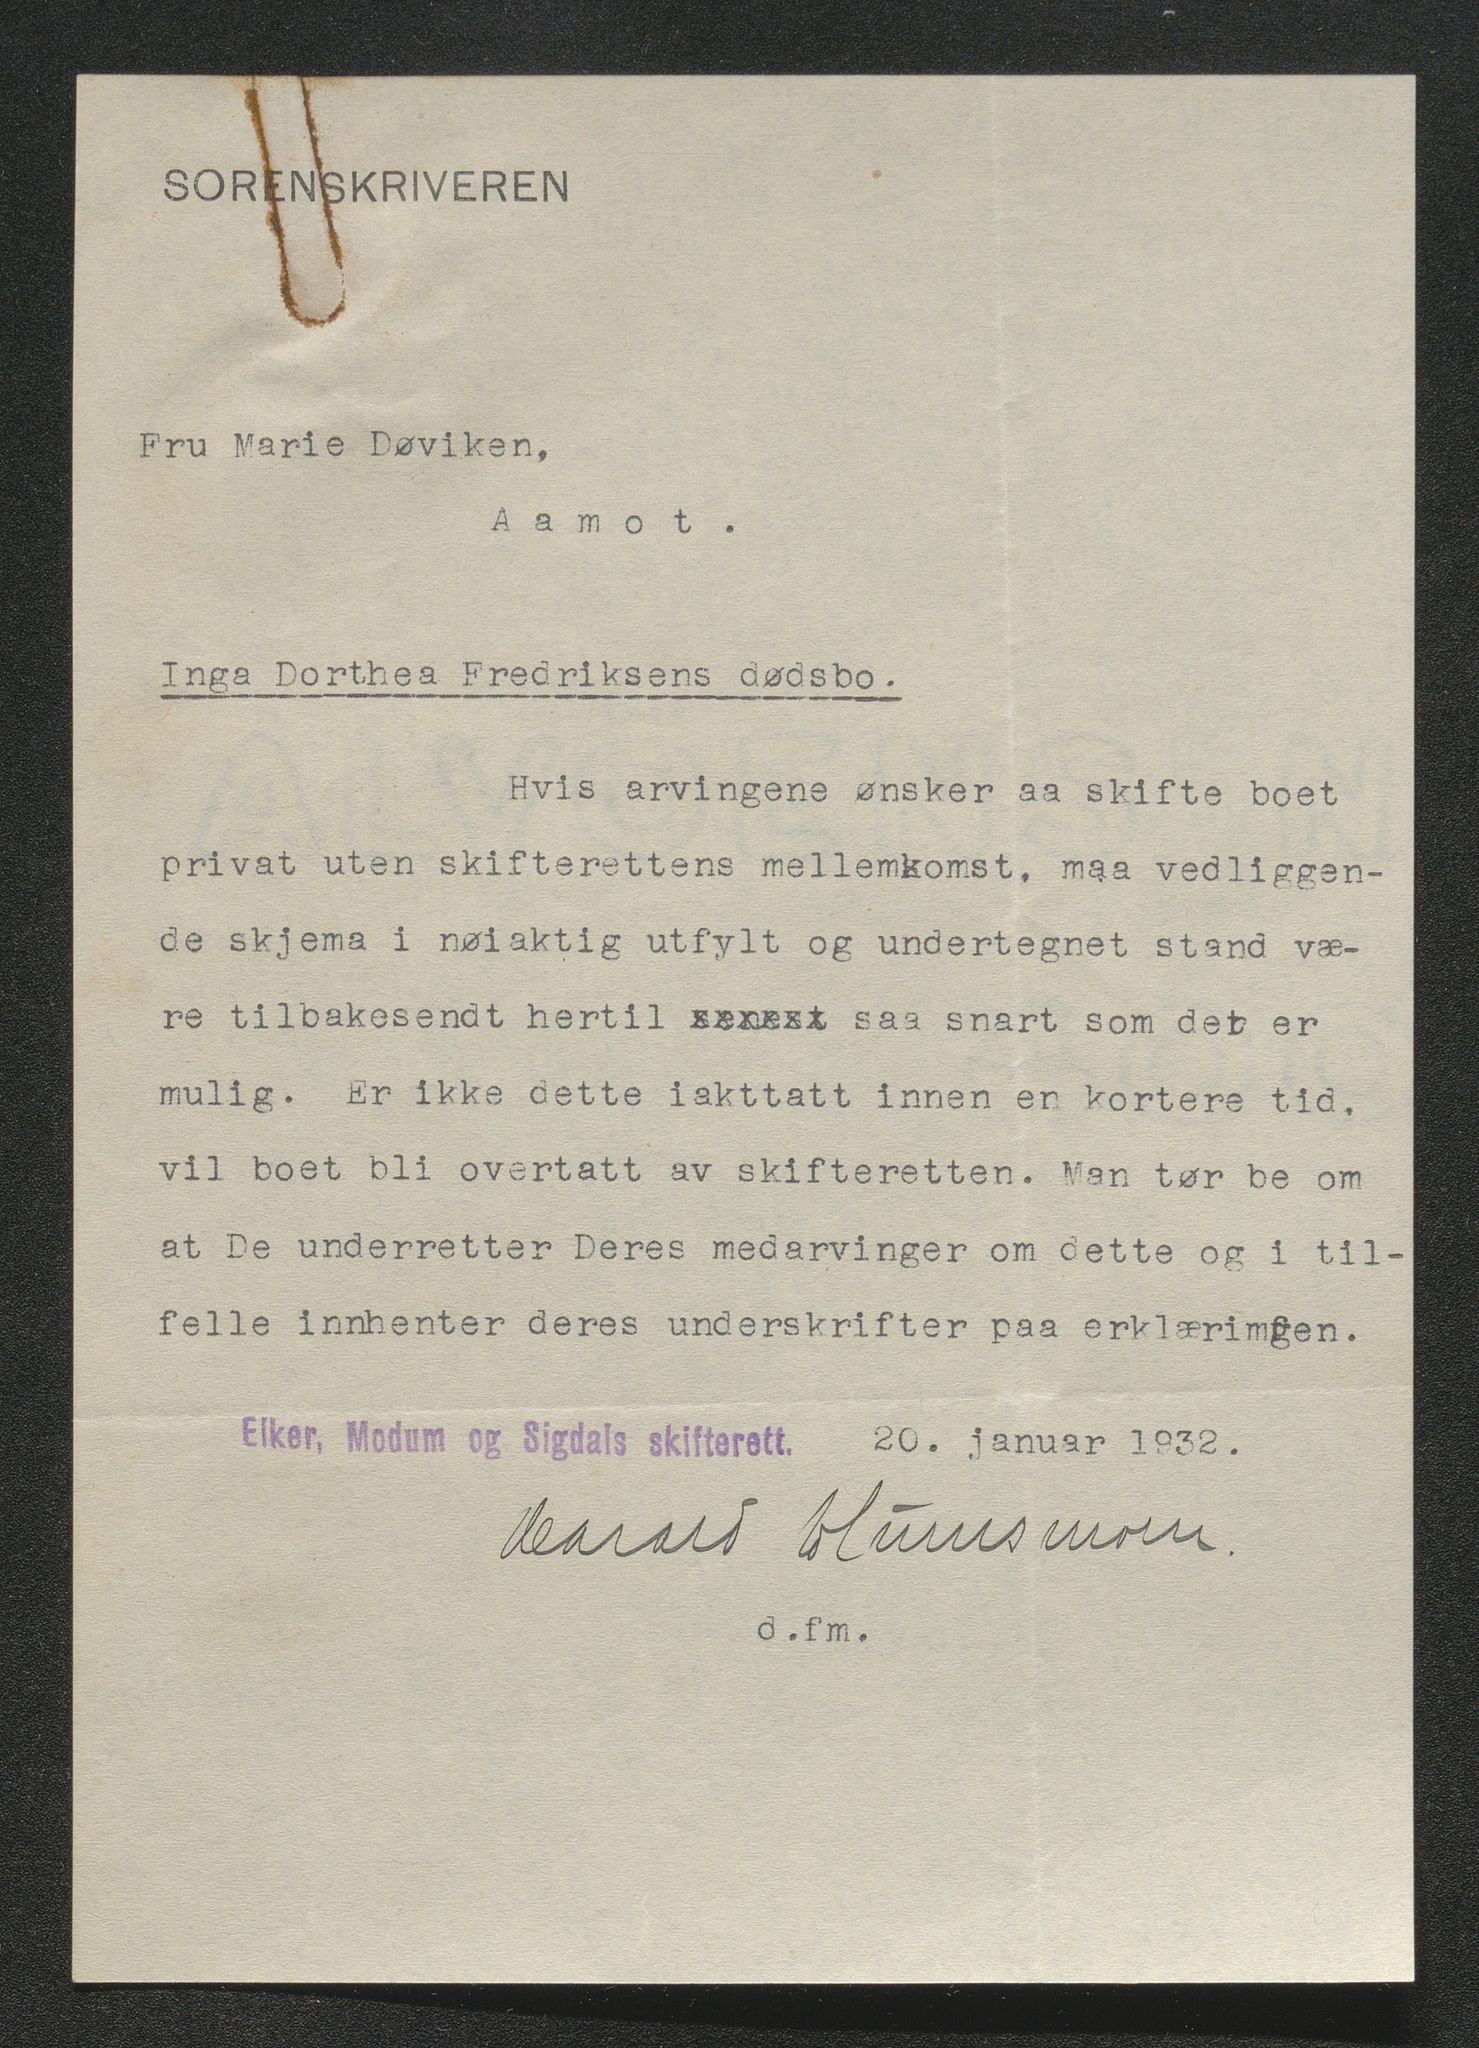 SORENSKRIVEREN
Fru Marie Døviken,
Aamot.
Inga Dorthea Fredriksens dødsbo.
Hvis arvingene ønsker aa skifte boet
privat uten skifterettens mellemkomst, maa vedliggen-
de skjema i nøiaktig utfylt og undertegnet stand væ-
re tilbakesendt hertil senest saa snart som det er
mulig. Er ikke dette iakttatt innen en kortere tid,
vil boet bli overtatt av skifteretten. Man tør be om
at De underretter Deres medarvinger om dette og i til-
felle innhenter deres underskrifter paa erklæringen.
Eiker, Modum og Sigdals skifterett. 20. januar 1932.
Harald
d.fm.